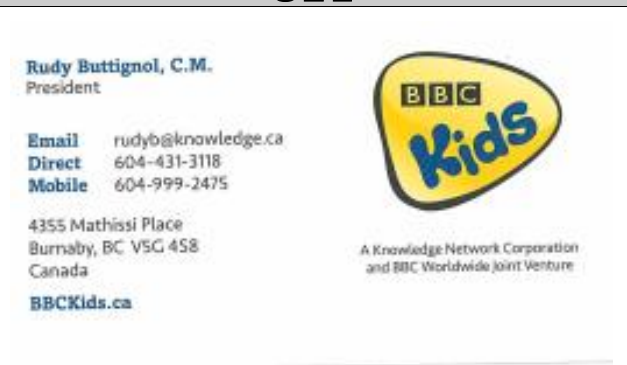 Rudy Buttignol, C.M.
President
Email rudyb@knowledge.ca
Direct 604-431-3118
Mobile 604-999-2475
4355 Mathissi Place
Burnaby, BC V5G 4S8
Canada
BBCKids.ca
BBC
Kids
A Knowledge Network Corporation
and BBC Worldwide Joint Venture